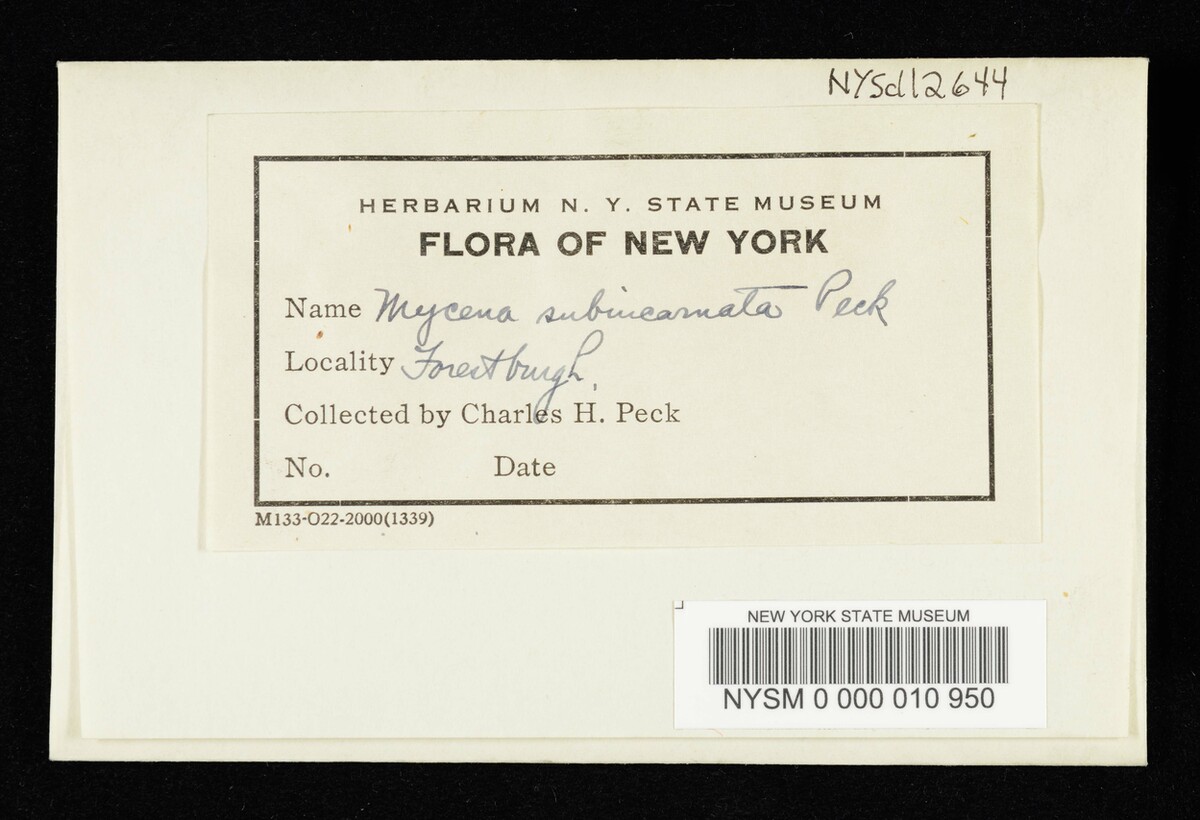 NYSd12644
HERBARIUM N. Y. STATE MUSEUM
FLORA OF NEW YORK
Name Mycena subincarnata Peck
Locality Forestburgh.
Collected by Charles H. Peck
No. Date
M133-O22-2000(1339)
NEW YORK STATE MUSEUM
NYSM 0 000 010 950